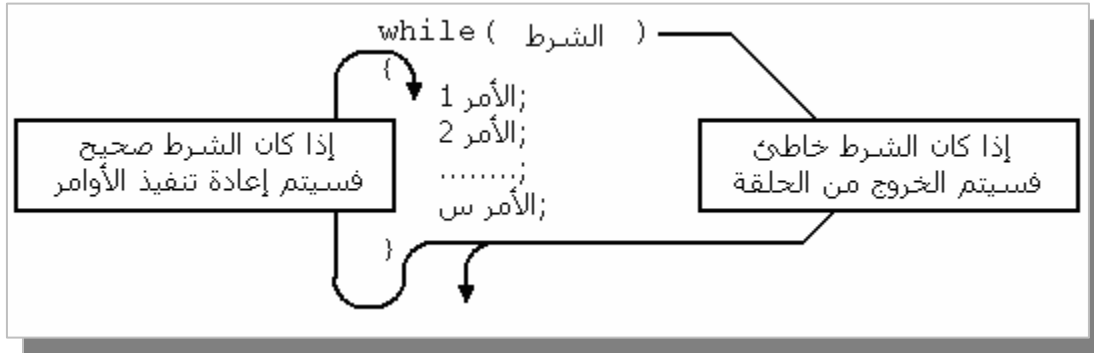 while ( الشرط )
{
الأمر 1;
الأمر 2;
........;
الأمر س;
}
إذا كان الشرط صحيح
فسيتم إعادة تنفيذ الأوامر
إذا كان الشرط خاطئ
فسيتم الخروج من الحلقة